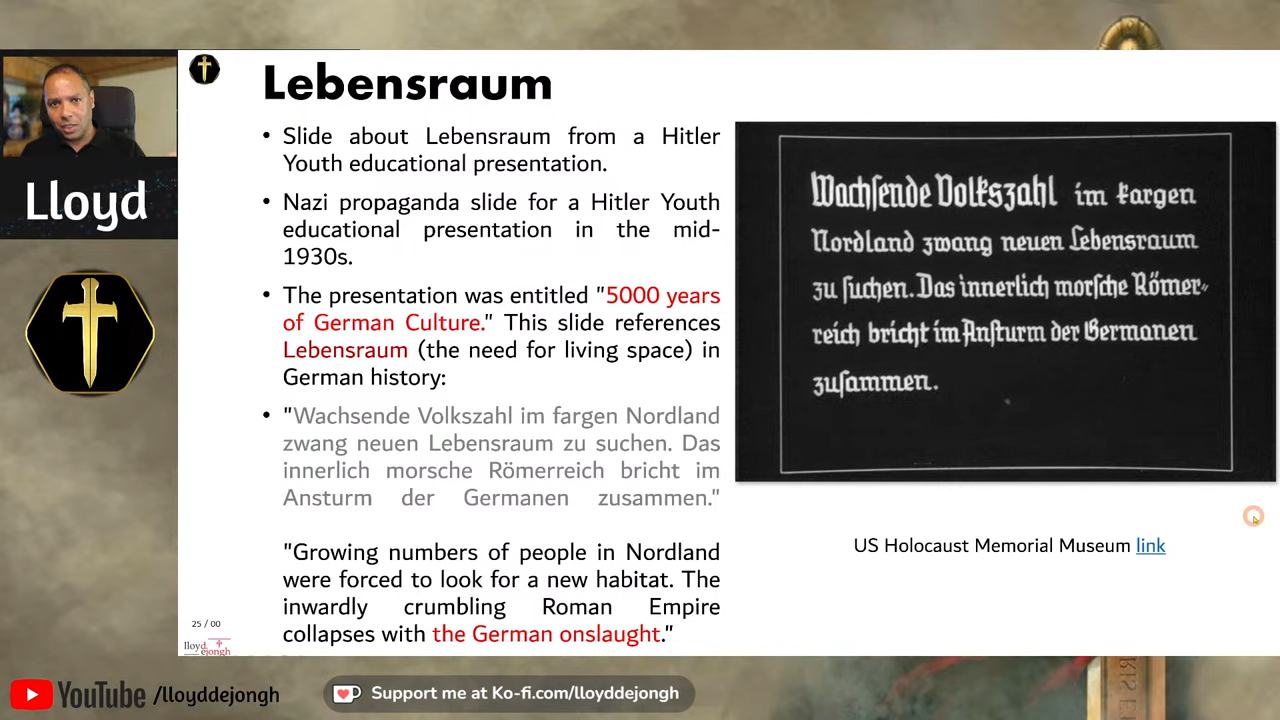 Lebensraum
• Slide about Lebensraum from a Hitler
Youth educational presentation.
• Nazi propaganda slide for a Hitler Youth
educational presentation in the mid-
1930s.
• The presentation was entitled "5000 years
of German Culture." This slide references
Lebensraum (the need for living space) in
German history:
• "Wachsende Volkszahl im fargen Nordland
zwang neuen Lebensraum zu suchen. Das
innerlich morsche Römerreich bricht im
Ansturm der Germanen zusammen."
"Growing numbers of people in Nordland
were forced to look for a new habitat. The
inwardly crumbling Roman Empire
collapses with the German onslaught."
Wachsende Volkszahl im kargen
Nordland zwang neuen Lebensraum
zu suchen. Das innerlich morsche Römer-
reich bricht im Ansturm der Germanen
zusammen.
US Holocaust Memorial Museum link
Lloyd
25 / 00
lloyd
ejongh
YouTube /lloyddejongh
Support me at Ko-fi.com/lloyddejongh